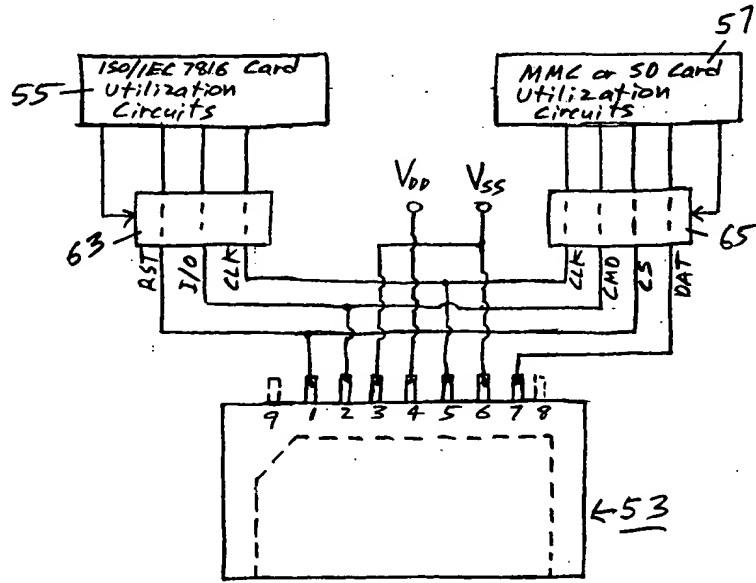 57
ISO/IEC 7816 Card
Utilization
Circuits
55
MMC or SD Card
Utilization
Circuits
VDD
VSS
63
65
RST
I/O
CLK
CLK
CMD
CS
DAT
9 1 2 3 4 5 6 7 8
53